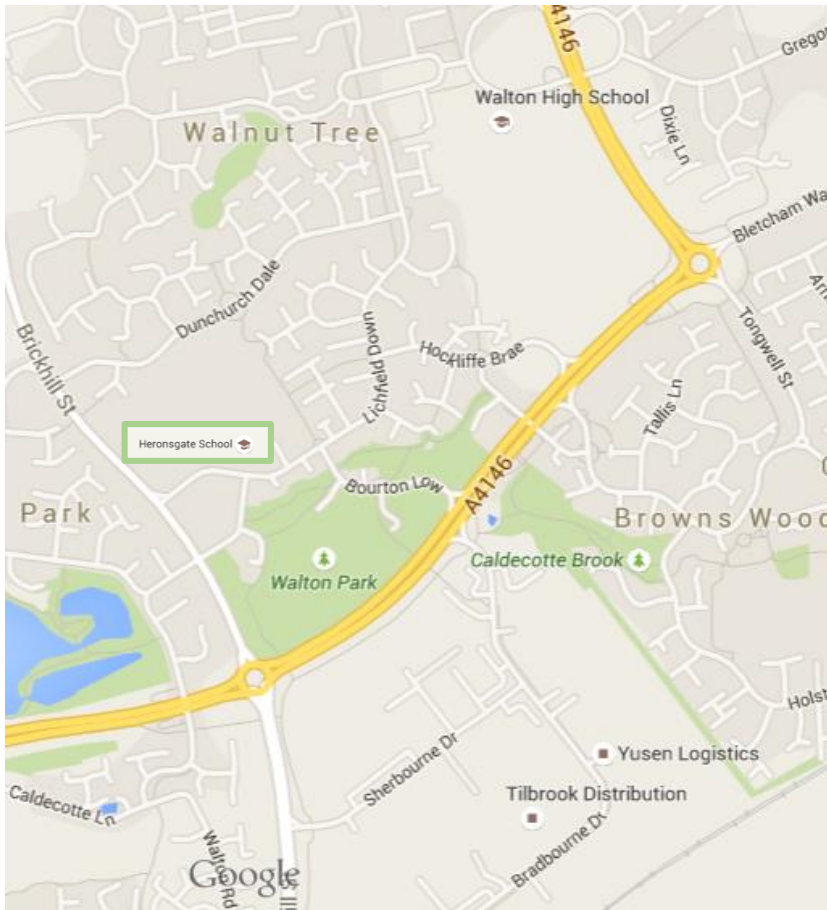 A4146
Gregor
Walton High School
Dixie Ln
Walnut Tree
Bletcham Wa
Dunchurch Dale
Brickhill St
Lichfield Down
Hockliffe Brae
Tongwell St
Tallis Ln
Heronsgate School
Bourton Low
A4146
Park
Browns Wood
Caldecotte Brook
Walton Park
Holst
Sherbourne Dr
Yusen Logistics
Tilbrook Distribution
Caldecotte Ln
Walton Rd
Bradbourne Dr
Google